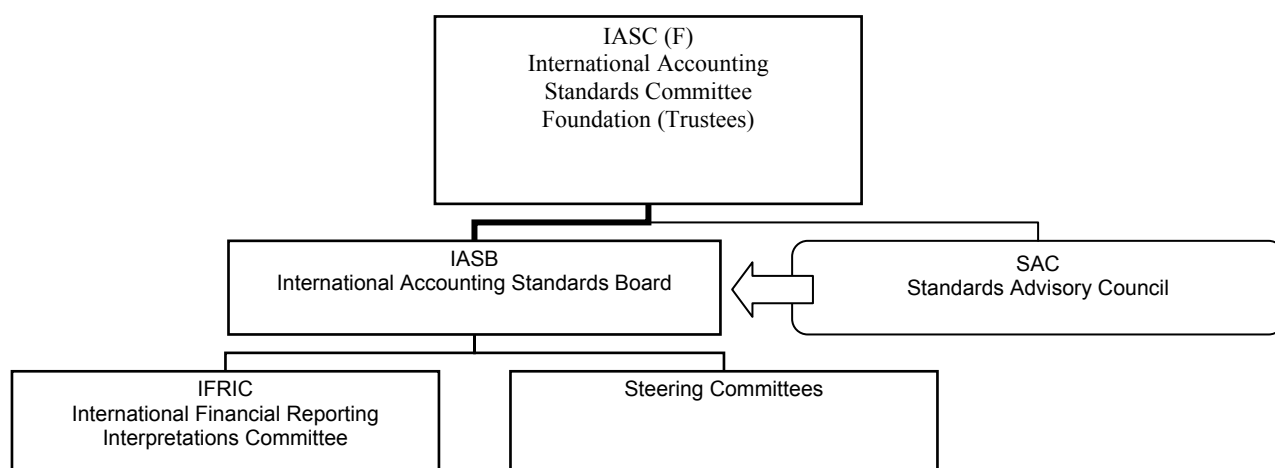 IASC (F)
International Accounting
Standards Committee
Foundation (Trustees)
IASB
International Accounting Standards Board
SAC
Standards Advisory Council
IFRIC
International Financial Reporting
Interpretations Committee
Steering Committees